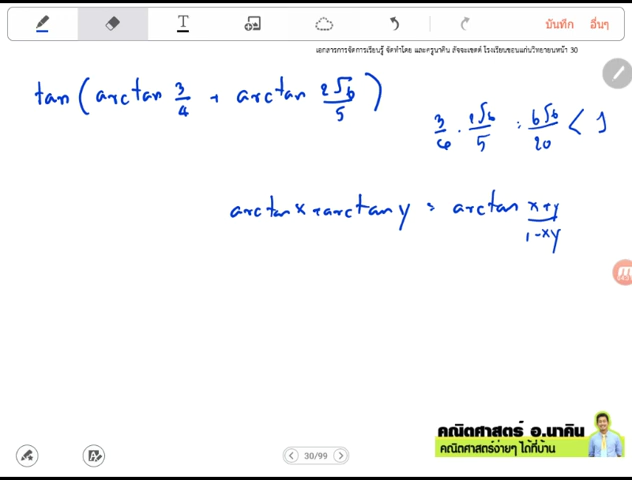 บันทึก อื่นๆ
เอกสารการจัดการเรียนรู้ จัดทำโดย และครูนาคิน สัจจะเขตต์ โรงเรียนขอนแก่นวิทยายนหน้า 30
tan(arctan 3/4 + arctan 2√6/5)
3/4 · 2√6/5 = 6√6/20 < 1
arctan x + arctan y = arctan x+y/1-xy
คณิตศาสตร์ อ.นาคิน
คณิตศาสตร์ง่ายๆ ได้ที่บ้าน
30/99